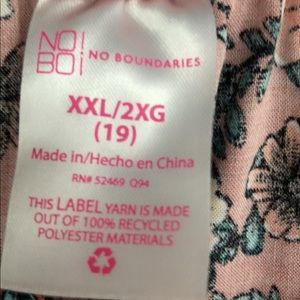 NO!
BO! NO BOUNDARIES
XXL/2XG
(19)
Made in/Hecho en China
RN# 52469 Q94
THIS LABEL YARN IS MADE
OUT OF 100% RECYCLED
POLYESTER MATERIALS